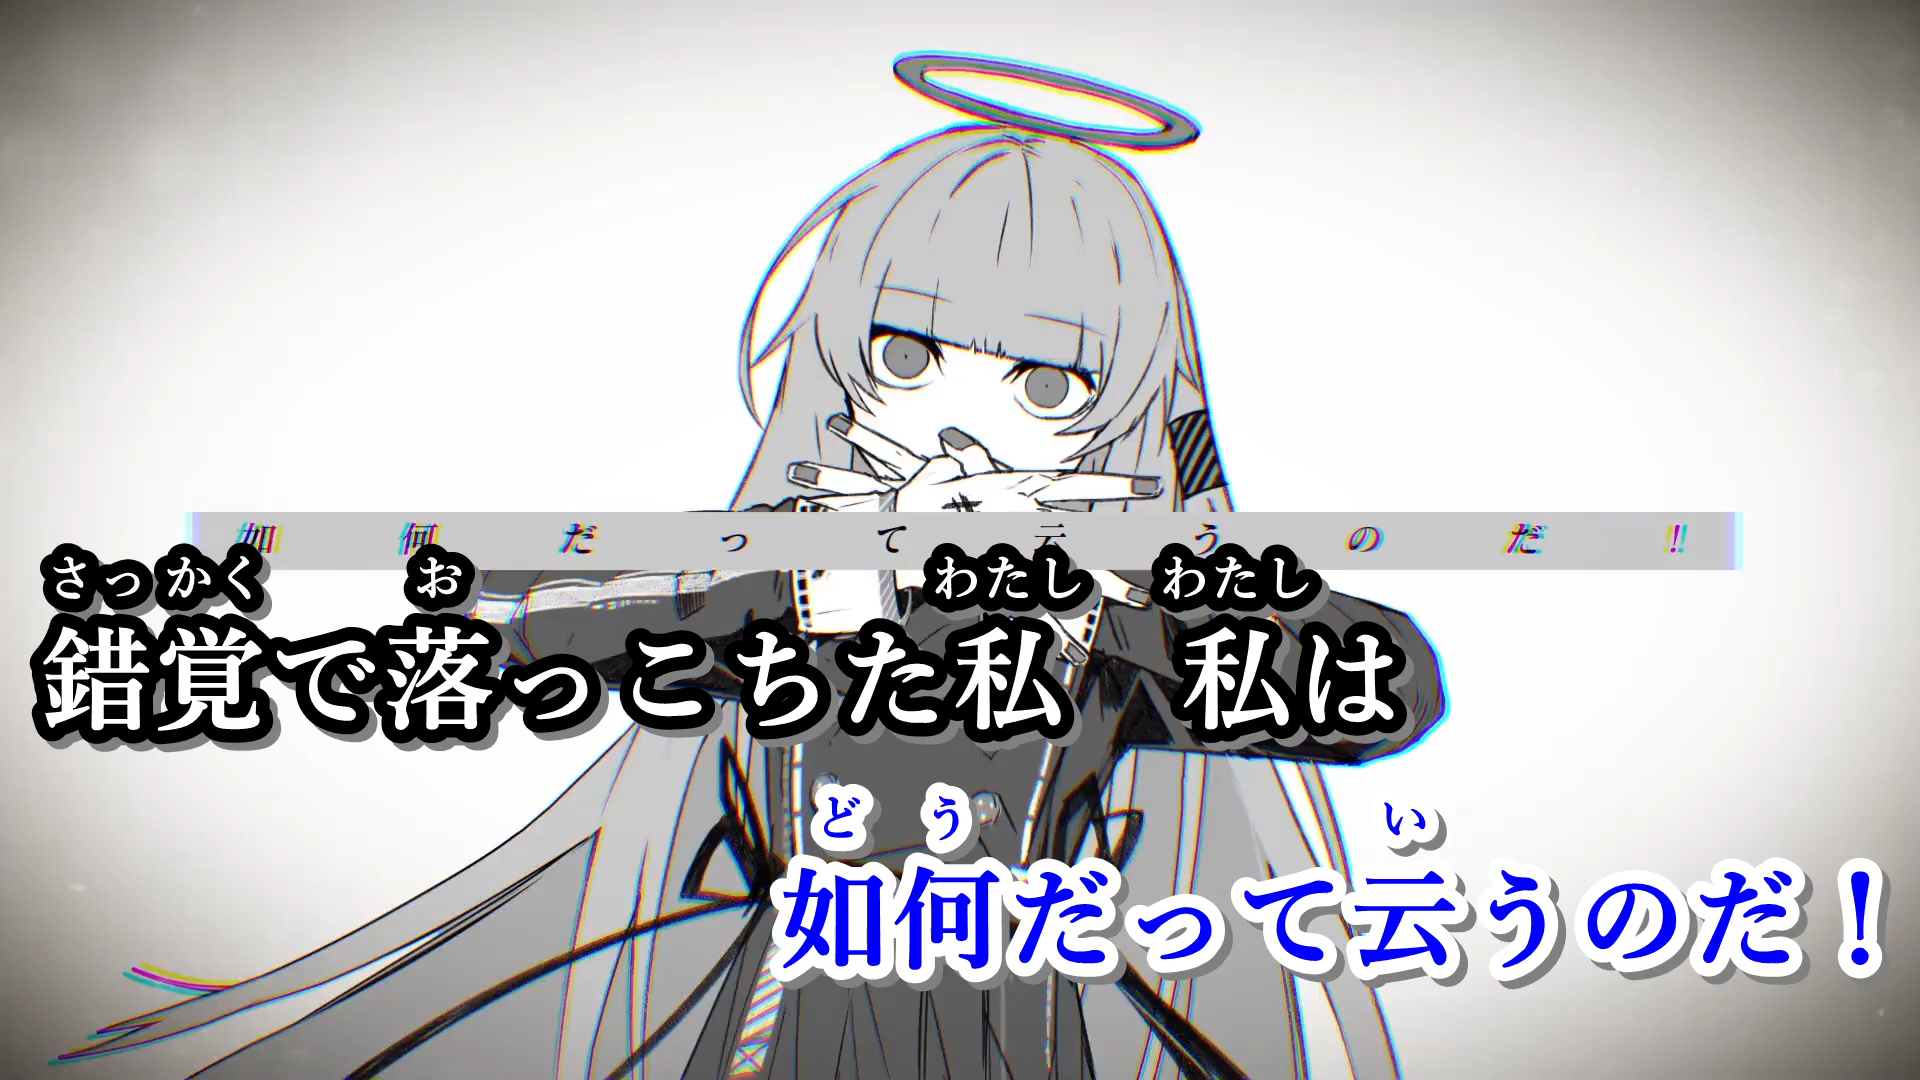 如何だって云うのだ!!
さっかく お わたし わたし
錯覚で落っこちた私 私は
どう い
如何だって云うのだ！